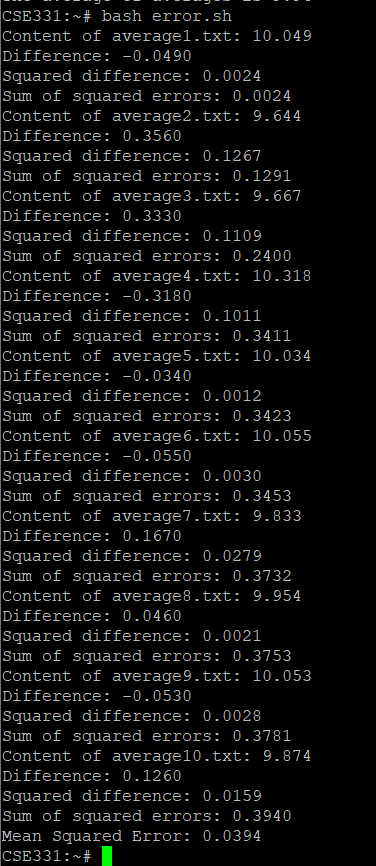 CSE331:~# bash error.sh
Content of average1.txt: 10.049
Difference: -0.0490
Squared difference: 0.0024
Sum of squared errors: 0.0024
Content of average2.txt: 9.644
Difference: 0.3560
Squared difference: 0.1267
Sum of squared errors: 0.1291
Content of average3.txt: 9.667
Difference: 0.3330
Squared difference: 0.1109
Sum of squared errors: 0.2400
Content of average4.txt: 10.318
Difference: -0.3180
Squared difference: 0.1011
Sum of squared errors: 0.3411
Content of average5.txt: 10.034
Difference: -0.0340
Squared difference: 0.0012
Sum of squared errors: 0.3423
Content of average6.txt: 10.055
Difference: -0.0550
Squared difference: 0.0030
Sum of squared errors: 0.3453
Content of average7.txt: 9.833
Difference: 0.1670
Squared difference: 0.0279
Sum of squared errors: 0.3732
Content of average8.txt: 9.954
Difference: 0.0460
Squared difference: 0.0021
Sum of squared errors: 0.3753
Content of average9.txt: 10.053
Difference: -0.0530
Squared difference: 0.0028
Sum of squared errors: 0.3781
Content of average10.txt: 9.874
Difference: 0.1260
Squared difference: 0.0159
Sum of squared errors: 0.3940
Mean Squared Error: 0.0394
CSE331:~#